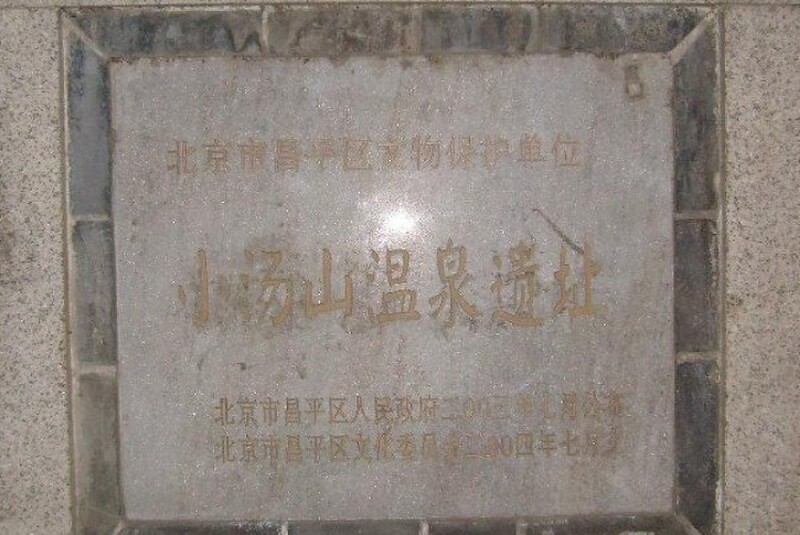 北京市昌平区文物保护单位
小汤山温泉遗址
北京市昌平区人民政府二00三年七月公布
北京市昌平区文化委员会二00四年七月立